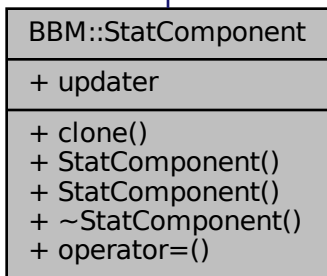 BBM::StatComponent
+ updater
+ clone()
+ StatComponent()
+ StatComponent()
+ ~StatComponent()
+ operator=()